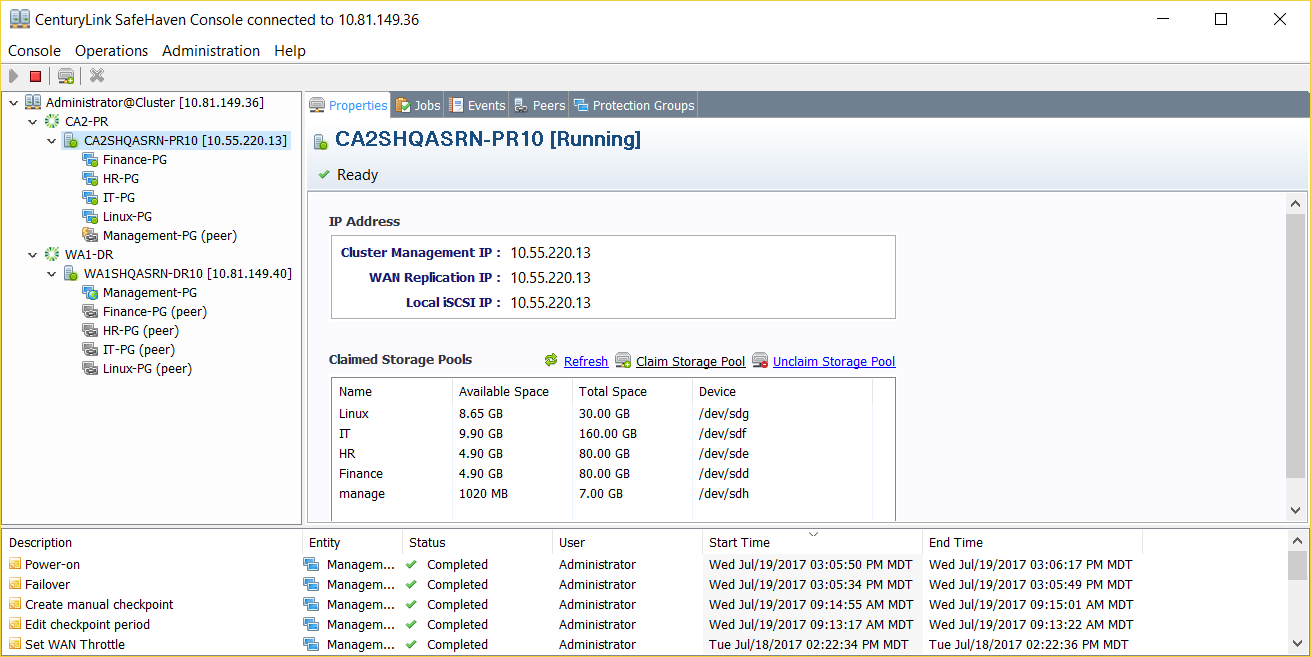 CenturyLink SafeHaven Console connected to 10.81.149.36
Console Operations Administration Help
Administrator@Cluster [10.81.149.36]
CA2-PR
CA2SHQASRN-PR10 [10.55.220.13]
Finance-PG
HR-PG
IT-PG
Linux-PG
Management-PG (peer)
WA1-DR
WA1SHQASRN-DR10 [10.81.149.40]
Management-PG
Finance-PG (peer)
HR-PG (peer)
IT-PG (peer)
Linux-PG (peer)
Properties Jobs Events Peers Protection Groups
CA2SHQASRN-PR10 [Running]
Ready
IP Address
Cluster Management IP : 10.55.220.13
WAN Replication IP : 10.55.220.13
Local iSCSI IP : 10.55.220.13
Claimed Storage Pools Refresh Claim Storage Pool Unclaim Storage Pool
Name Available Space Total Space Device
Linux 8.65 GB 30.00 GB /dev/sdg
IT 9.90 GB 160.00 GB /dev/sdf
HR 4.90 GB 80.00 GB /dev/sde
Finance 4.90 GB 80.00 GB /dev/sdd
manage 1020 MB 7.00 GB /dev/sdh
Description Entity Status User Start Time End Time
Power-on Managem... Completed Administrator Wed Jul/19/2017 03:05:50 PM MDT Wed Jul/19/2017 03:06:17 PM MDT
Failover Managem... Completed Administrator Wed Jul/19/2017 03:05:34 PM MDT Wed Jul/19/2017 03:05:49 PM MDT
Create manual checkpoint Managem... Completed Administrator Wed Jul/19/2017 09:14:55 AM MDT Wed Jul/19/2017 09:15:01 AM MDT
Edit checkpoint period Managem... Completed Administrator Wed Jul/19/2017 09:13:17 AM MDT Wed Jul/19/2017 09:13:22 AM MDT
Set WAN Throttle Managem... Completed Administrator Tue Jul/18/2017 02:22:34 PM MDT Tue Jul/18/2017 02:22:36 PM MDT